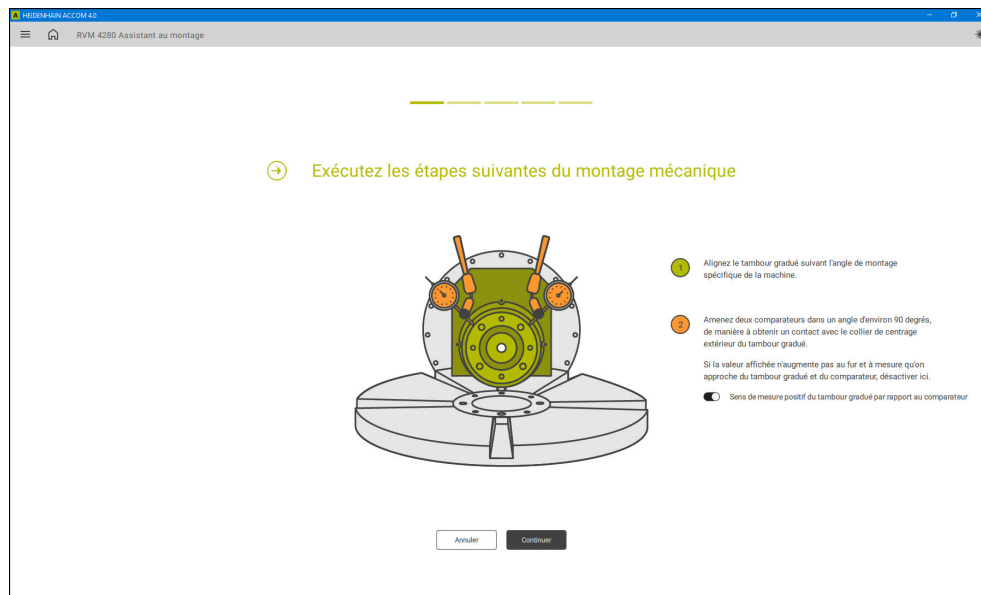 A HEIDENHAIN ACCOM 4.0
RVM 4280 Assistant au montage
Exécutez les étapes suivantes du montage mécanique
1
Alignez le tambour gradué suivant l'angle de montage
spécifique de la machine.
2
Amenez deux comparateurs dans un angle d'environ 90 degrés,
de manière à obtenir un contact avec le collier de centrage
extérieur du tambour gradué.
Si la valeur affichée n'augmente pas au fur et à mesure qu'on
approche du tambour gradué et du comparateur, désactiver ici.
Sens de mesure positif du tambour gradué par rapport au comparateur
Annuler
Continuer